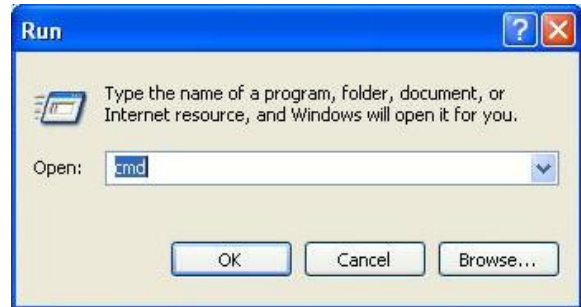 Run
Type the name of a program, folder, document, or
Internet resource, and Windows will open it for you.
Open: cmd
OK Cancel Browse...